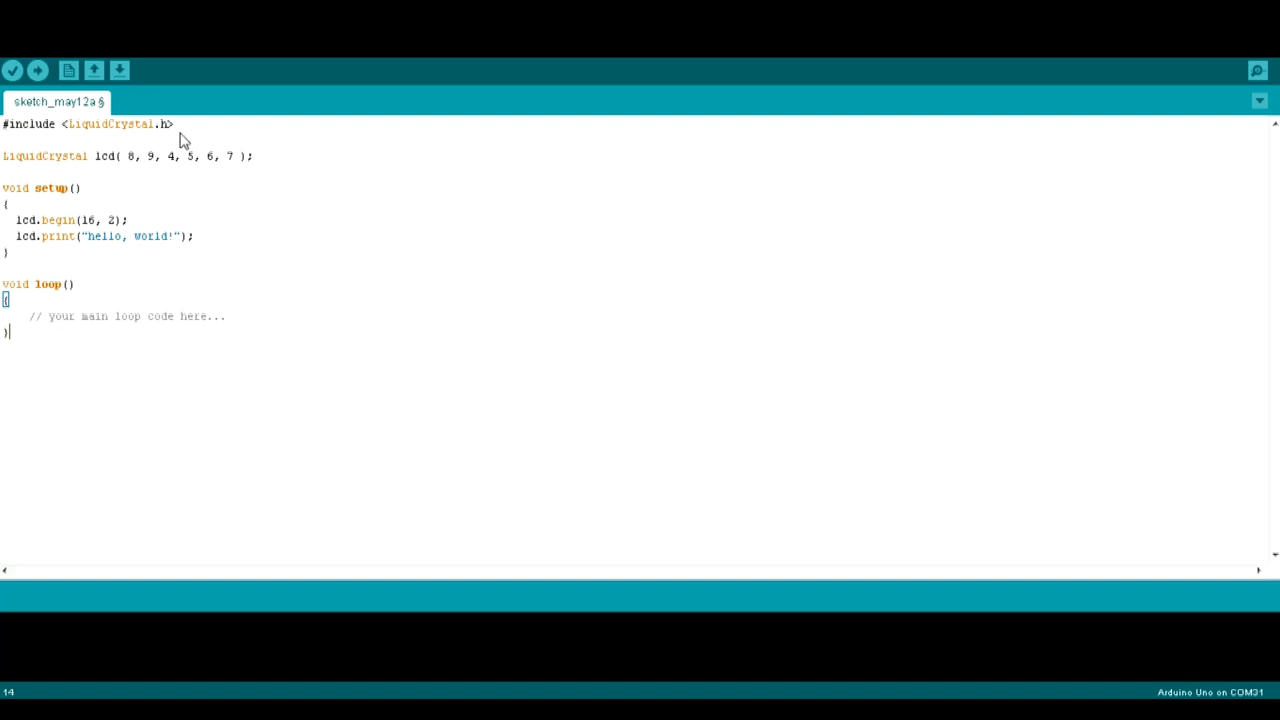 sketch_may12a §
#include <LiquidCrystal.h>
LiquidCrystal lcd( 8, 9, 4, 5, 6, 7 );
void setup()
{
lcd.begin(16, 2);
lcd.print("hello, world!");
}
void loop()
{
// your main loop code here...
}
14
Arduino Uno on COM31